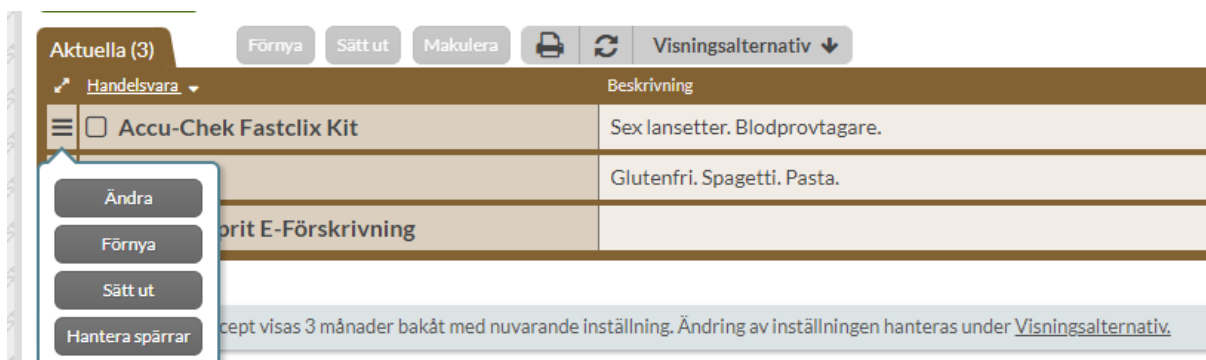 Aktuella (3) Förnya Sätt ut Makulera Visningsalternativ
Handelsvara Beskrivning
Accu-Chek Fastclix Kit Sex lansetter. Blodprovtagare.
Glutenfri. Spagetti. Pasta.
Ändra
E-Förskrivning
Förnya
Sätt ut
visas 3 månader bakåt med nuvarande inställning. Ändring av inställningen hanteras under Visningsalternativ.
Hantera spärrar